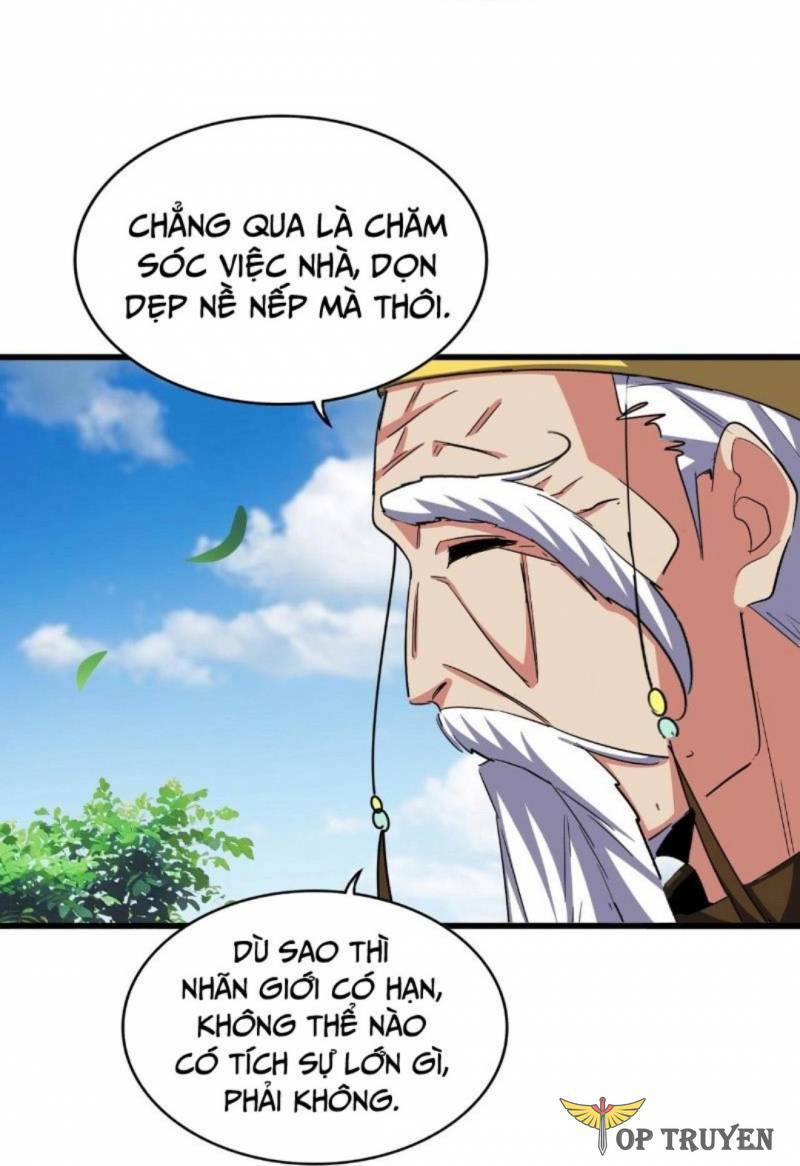 CHẲNG QUA LÀ CHĂM
SÓC VIỆC NHÀ, DỌN
DẸP NỀ NẾP MÀ THÔI.
DÙ SAO THÌ
NHÃN GIỚI CÓ HẠN,
KHÔNG THỂ NÀO
CÓ TÍCH SỰ LỚN GÌ,
PHẢI KHÔNG.
TOP TRUYEN